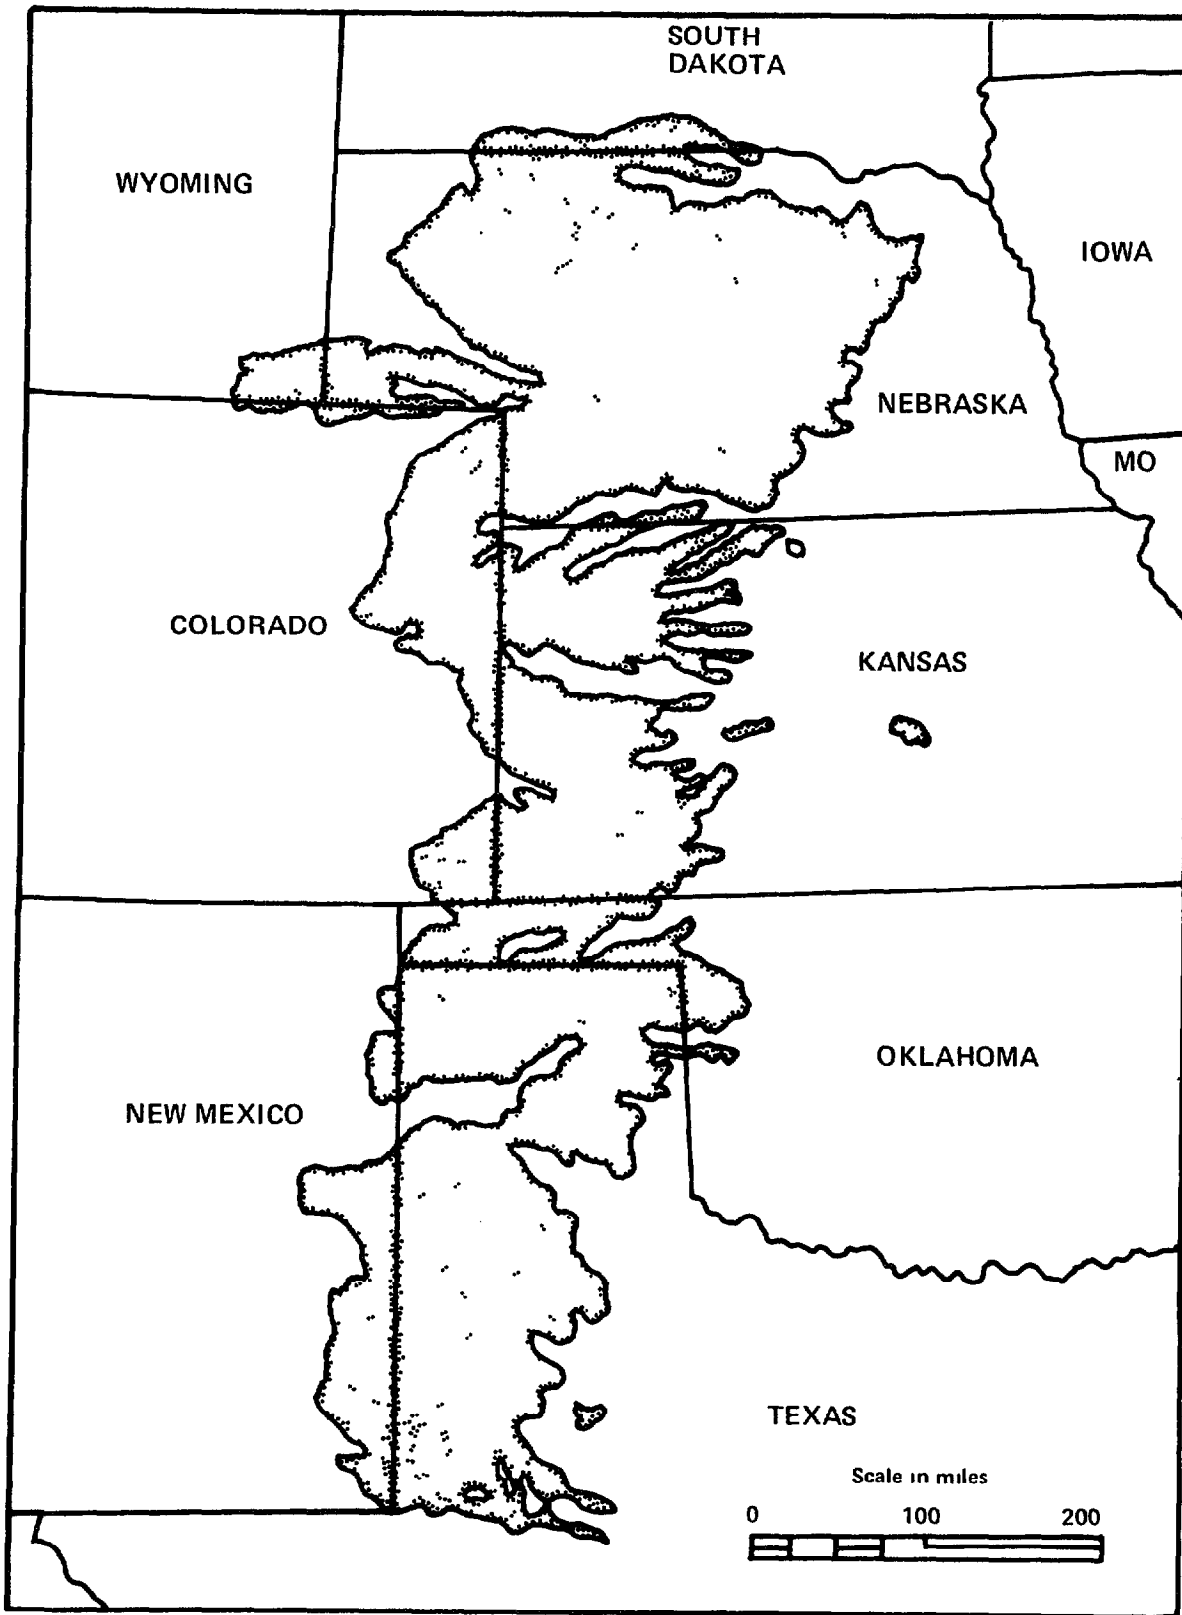 SOUTH
DAKOTA
WYOMING
IOWA
NEBRASKA
MO
COLORADO
KANSAS
OKLAHOMA
NEW MEXICO
TEXAS
Scale in miles
0 100 200